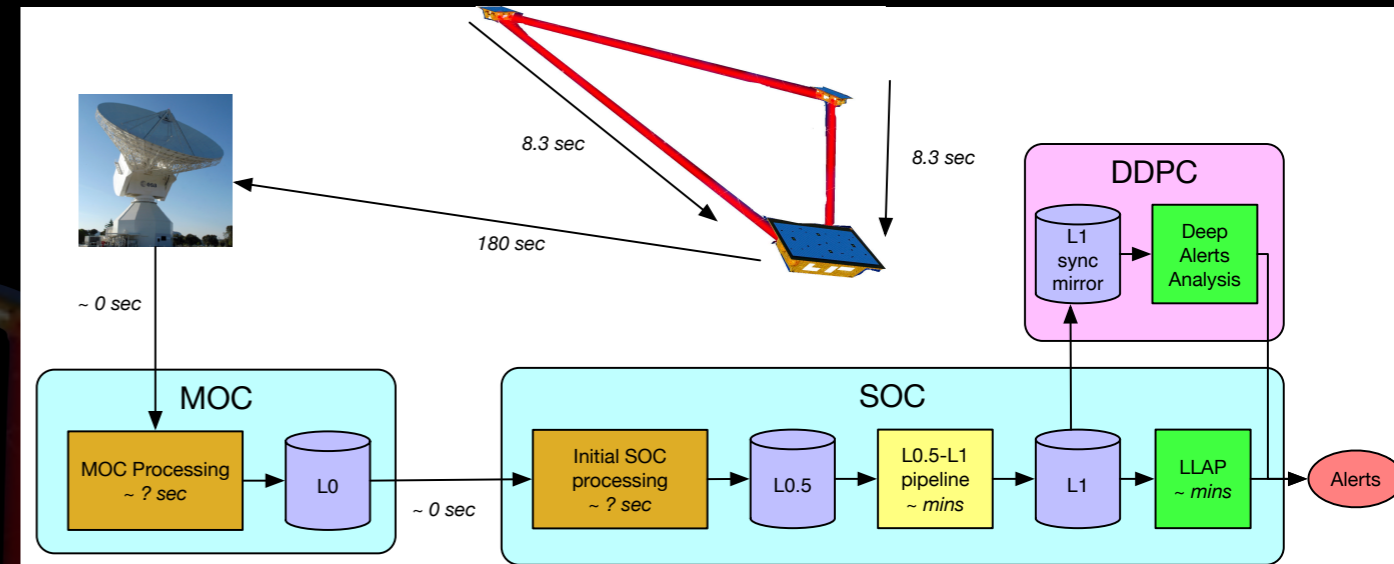 8.3 sec
8.3 sec
180 sec
~ 0 sec
DDPC
L1
sync
mirror
Deep
Alerts
Analysis
MOC
MOC Processing
~ ? sec
L0
~ 0 sec
SOC
Initial SOC
processing
~ ? sec
L0.5
L0.5-L1
pipeline
~ mins
L1
LLAP
~ mins
Alerts